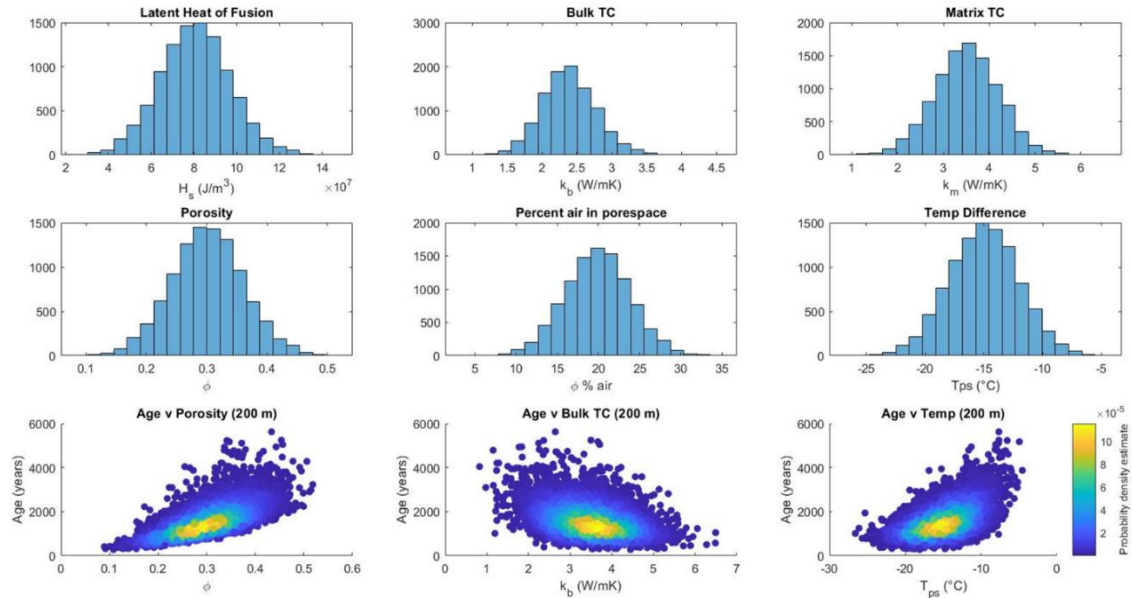 Latent Heat of Fusion
1500
1000
500
0
2 4 6 8 10 12 14
H_s (J/m³) ×10⁷
Bulk TC
3000
2000
1000
0
1 1.5 2 2.5 3 3.5 4 4.5
k_b (W/mK)
Matrix TC
2000
1500
1000
500
0
1 2 3 4 5 6
k_m (W/mK)
Porosity
1500
1000
500
0
0.1 0.2 0.3 0.4 0.5
ϕ
Percent air in porespace
2000
1500
1000
500
0
5 10 15 20 25 30 35
ϕ % air
Temp Difference
1500
1000
500
0
-20 -15 -10 -5
Tps (°C)
Age v Porosity (200 m)
6000
4000
2000
0
Age (years)
0 0.1 0.2 0.3 0.4 0.5 0.6
ϕ
Age v Bulk TC (200 m)
6000
4000
2000
0
Age (years)
0 1 2 3 4 5 6 7
k_b (W/mK)
Age v Temp (200 m)
6000
4000
2000
0
Age (years)
-30 -20 -10 0
T_ps (°C)
×10⁻⁵
10
8
6
4
2
Probability density estimate